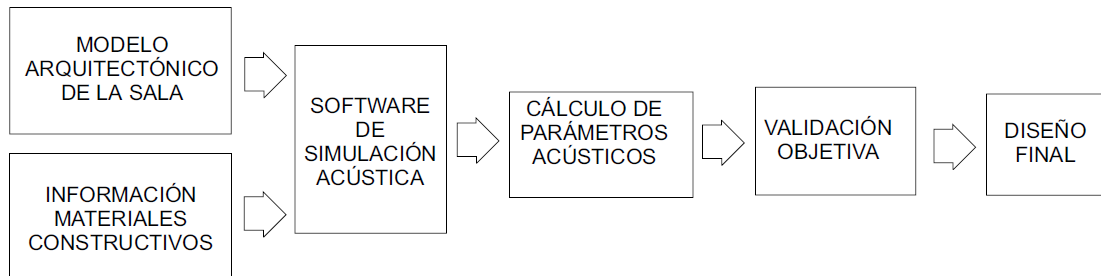 MODELO
ARQUITECTÓNICO
DE LA SALA
INFORMACIÓN
MATERIALES
CONSTRUCTIVOS
SOFTWARE
DE
SIMULACIÓN
ACÚSTICA
CÁLCULO DE
PARÁMETROS
ACÚSTICOS
VALIDACIÓN
OBJETIVA
DISEÑO
FINAL